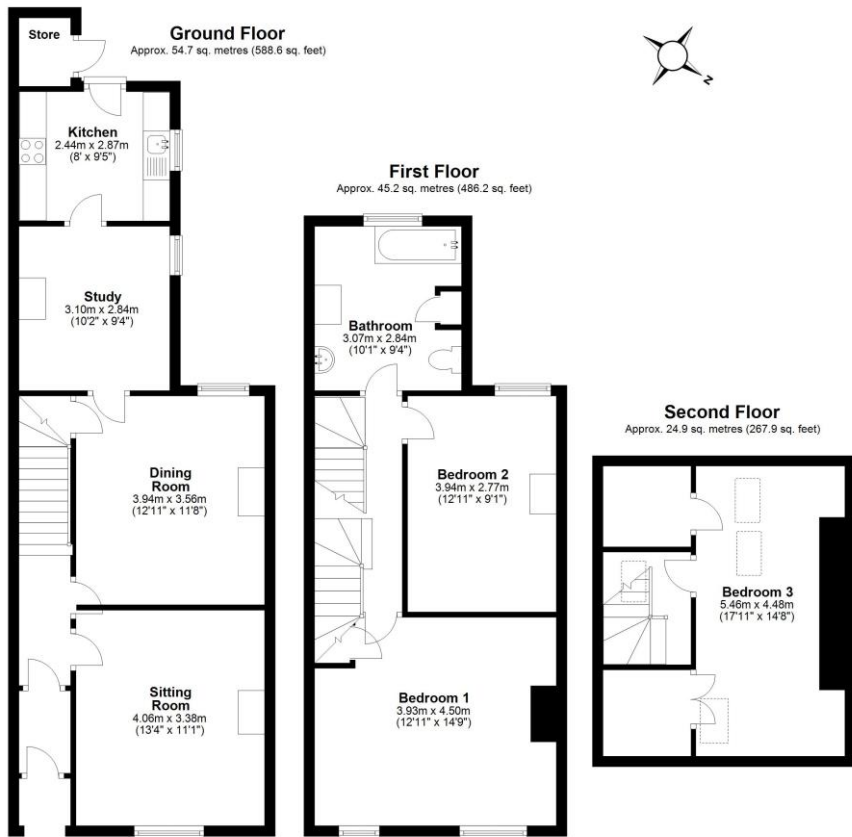 Store
Ground Floor
Approx. 54.7 sq. metres (588.6 sq. feet)
Kitchen
2.44m x 2.87m
(8' x 9'5")
Study
3.10m x 2.84m
(10'2" x 9'4")
Dining
Room
3.94m x 3.56m
(12'11" x 11'8")
Sitting
Room
4.06m x 3.38m
(13'4" x 11'1")
First Floor
Approx. 45.2 sq. metres (486.2 sq. feet)
Bathroom
3.07m x 2.84m
(10'1" x 9'4")
Bedroom 2
3.94m x 2.77m
(12'11" x 9'1")
Bedroom 1
3.93m x 4.50m
(12'11" x 14'9")
N
Second Floor
Approx. 24.9 sq. metres (267.9 sq. feet)
Bedroom 3
5.46m x 4.48m
(17'11" x 14'8")